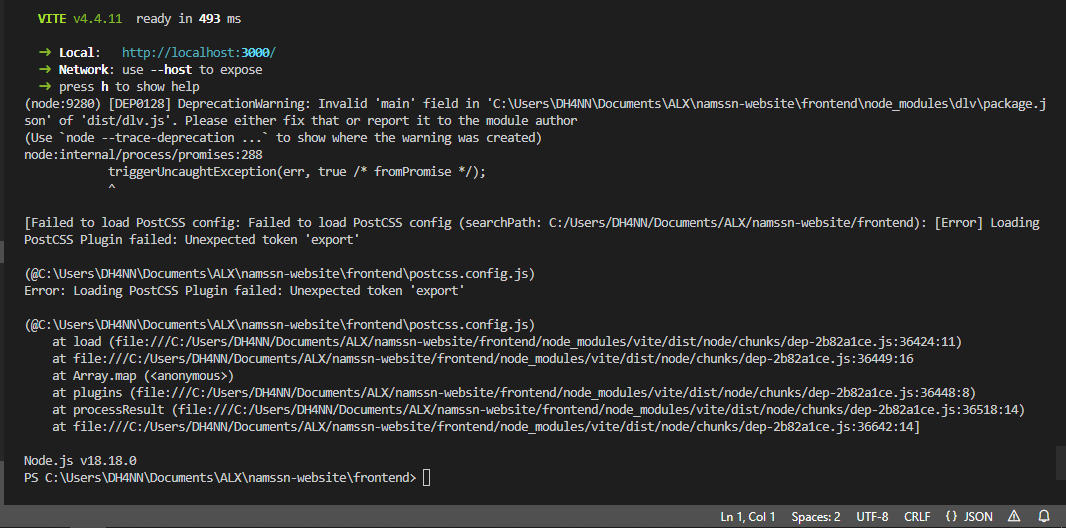 VITE v4.4.11  ready in 493 ms
➜ Local:   http://localhost:3000/
➜ Network: use --host to expose
➜ press h to show help
(node:9280) [DEP0128] DeprecationWarning: Invalid 'main' field in 'C:\Users\DH4NN\Documents\ALX\namssn-website\frontend\node_modules\dlv\package.j
son' of 'dist/dlv.js'. Please either fix that or report it to the module author
(Use `node --trace-deprecation ...` to show where the warning was created)
node:internal/process/promises:288
            triggerUncaughtException(err, true /* fromPromise */);
            ^
[Failed to load PostCSS config: Failed to load PostCSS config (searchPath: C:/Users/DH4NN/Documents/ALX/namssn-website/frontend): [Error] Loading
PostCSS Plugin failed: Unexpected token 'export'
(@C:\Users\DH4NN\Documents\ALX\namssn-website\frontend\postcss.config.js)
Error: Loading PostCSS Plugin failed: Unexpected token 'export'
(@C:\Users\DH4NN\Documents\ALX\namssn-website\frontend\postcss.config.js)
    at load (file:///C:/Users/DH4NN/Documents/ALX/namssn-website/frontend/node_modules/vite/dist/node/chunks/dep-2b82a1ce.js:36424:11)
    at file:///C:/Users/DH4NN/Documents/ALX/namssn-website/frontend/node_modules/vite/dist/node/chunks/dep-2b82a1ce.js:36449:16
    at Array.map (<anonymous>)
    at plugins (file:///C:/Users/DH4NN/Documents/ALX/namssn-website/frontend/node_modules/vite/dist/node/chunks/dep-2b82a1ce.js:36448:8)
    at processResult (file:///C:/Users/DH4NN/Documents/ALX/namssn-website/frontend/node_modules/vite/dist/node/chunks/dep-2b82a1ce.js:36518:14)
    at file:///C:/Users/DH4NN/Documents/ALX/namssn-website/frontend/node_modules/vite/dist/node/chunks/dep-2b82a1ce.js:36642:14]
Node.js v18.18.0
PS C:\Users\DH4NN\Documents\ALX\namssn-website\frontend>
Ln 1, Col 1   Spaces: 2   UTF-8   CRLF   {} JSON